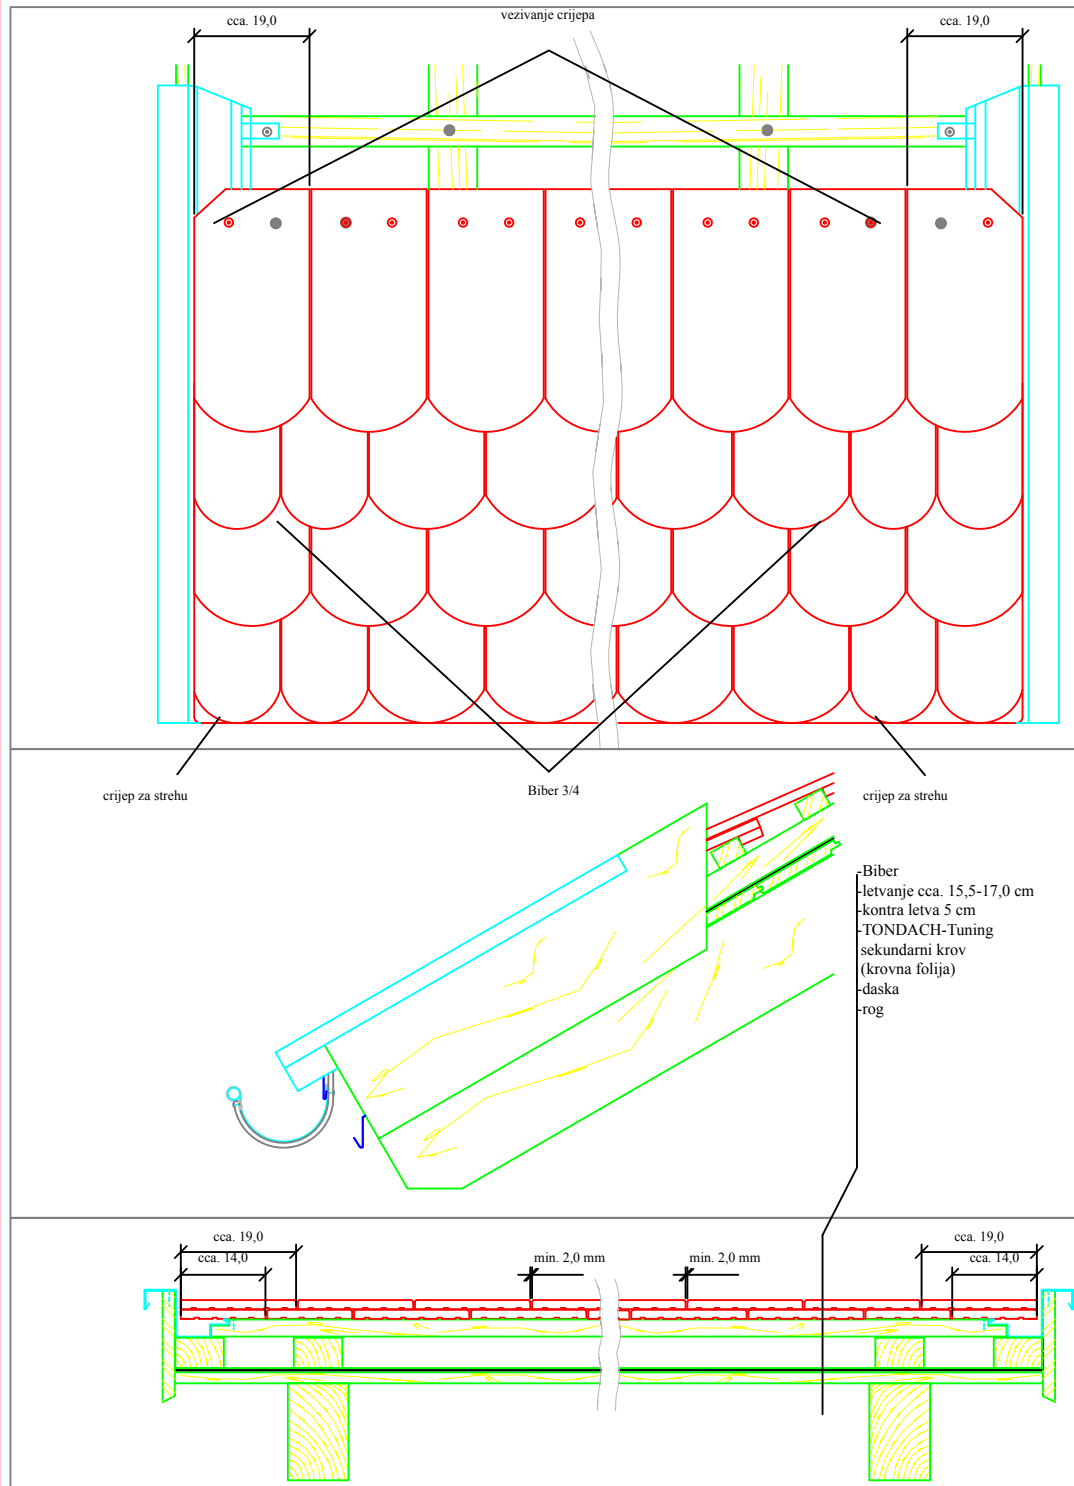 cca. 19,0
vezivanje crijepa
cca. 19,0
crijep za strehu
Biber 3/4
crijep za strehu
-Biber
-letvanje cca. 15,5-17,0 cm
-kontra letva 5 cm
-TONDACH-Tuning
sekundarni krov
(krovna folija)
-daska
-rog
cca. 19,0
cca. 14,0
min. 2,0 mm
min. 2,0 mm
cca. 19,0
cca. 14,0